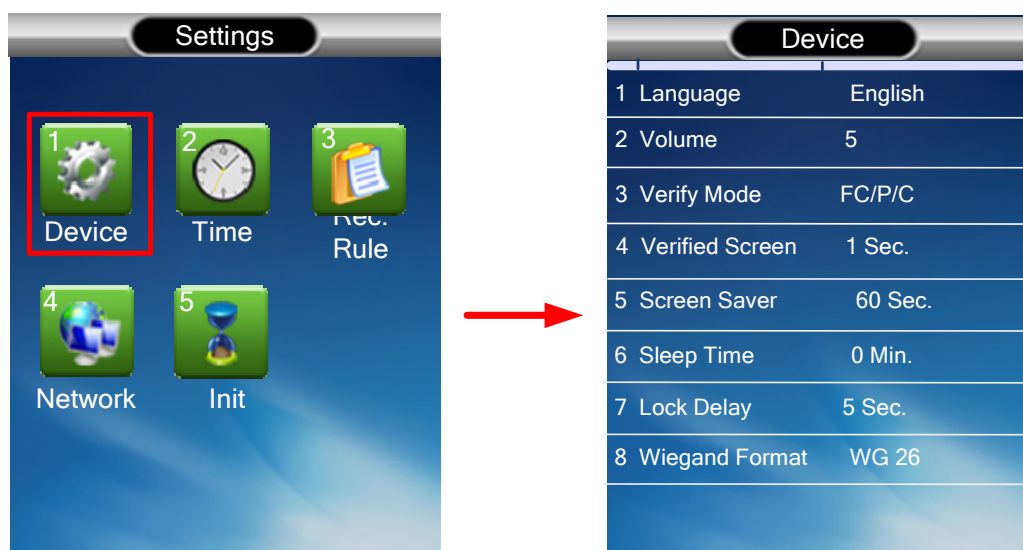 Settings
1
2
3
Device
Time
Rec.
Rule
4
5
Network
Init
Device
1 Language English
2 Volume 5
3 Verify Mode FC/P/C
4 Verified Screen 1 Sec.
5 Screen Saver 60 Sec.
6 Sleep Time 0 Min.
7 Lock Delay 5 Sec.
8 Wiegand Format WG 26